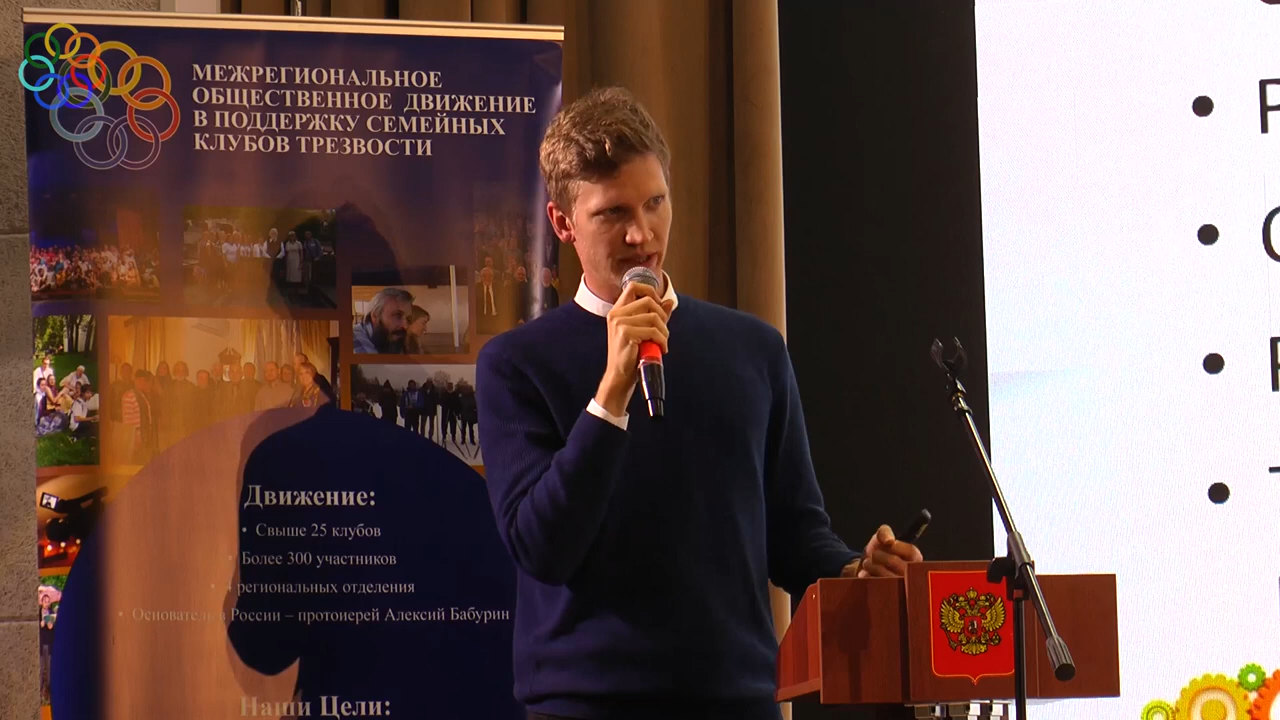 МЕЖРЕГИОНАЛЬНОЕ
ОБЩЕСТВЕННОЕ ДВИЖЕНИЕ
В ПОДДЕРЖКУ СЕМЕЙНЫХ
КЛУБОВ ТРЕЗВОСТИ
Движение:
• Свыше 25 клубов
• Более 300 участников
• региональных отделения
• Основатель в России – протоиерей Алексий Бабурин
Наши Цели: